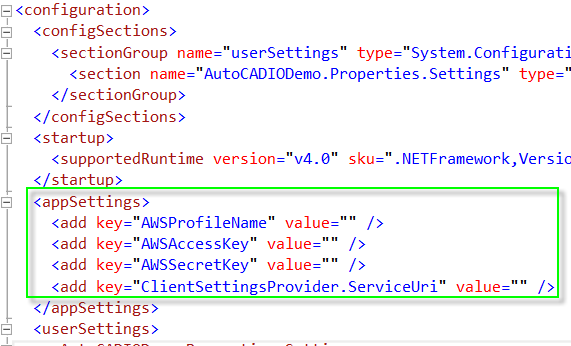 <configuration>
<configSections>
<sectionGroup name="userSettings" type="System.Configurati
<section name="AutoCADIODemo.Properties.Settings" type="
</sectionGroup>
</configSections>
<startup>
<supportedRuntime version="v4.0" sku=".NETFramework,Versio
</startup>
<appSettings>
<add key="AWSProfileName" value="" />
<add key="AWSAccessKey" value="" />
<add key="AWSSecretKey" value="" />
<add key="ClientSettingsProvider.ServiceUri" value="" />
</appSettings>
<userSettings>